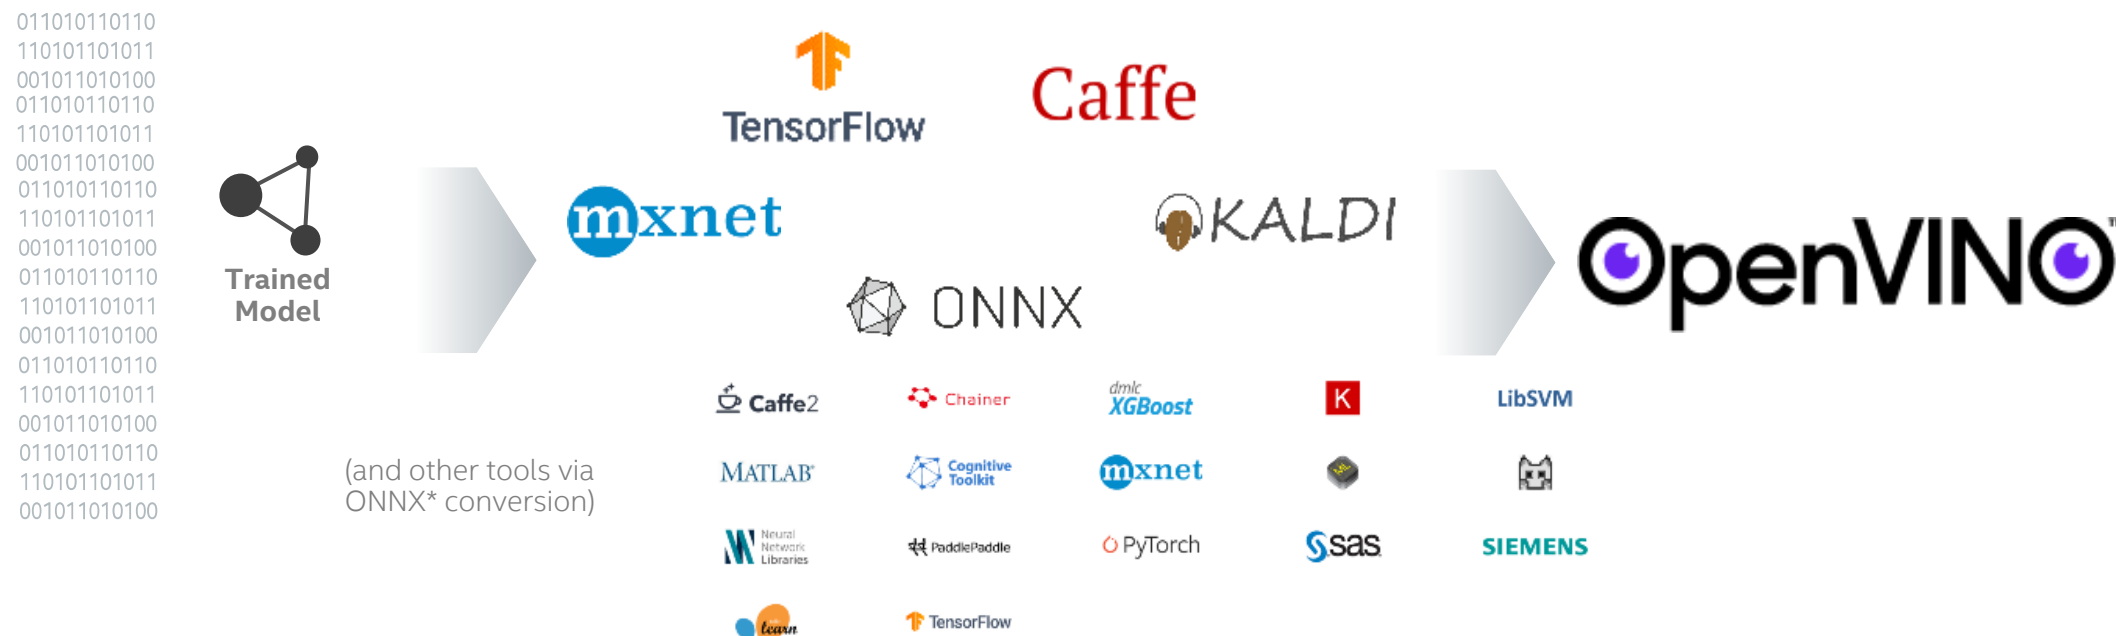 011010110110
110101101011
001011010100
011010110110
110101101011
001011010100
011010110110
110101101011
001011010100
011010110110
110101101011
001011010100
011010110110
110101101011
001011010100
011010110110
110101101011
001011010100
Trained
Model
TensorFlow
Caffe
mxnet
KALDI
ONNX
OpenVINO
(and other tools via
ONNX* conversion)
Caffe2
Chainer
dmlc
XGBoost
K
LibSVM
MATLAB
Cognitive
Toolkit
mxnet
ML
Neural
Network
Libraries
PaddlePaddle
PyTorch
sas
SIEMENS
learn
TensorFlow